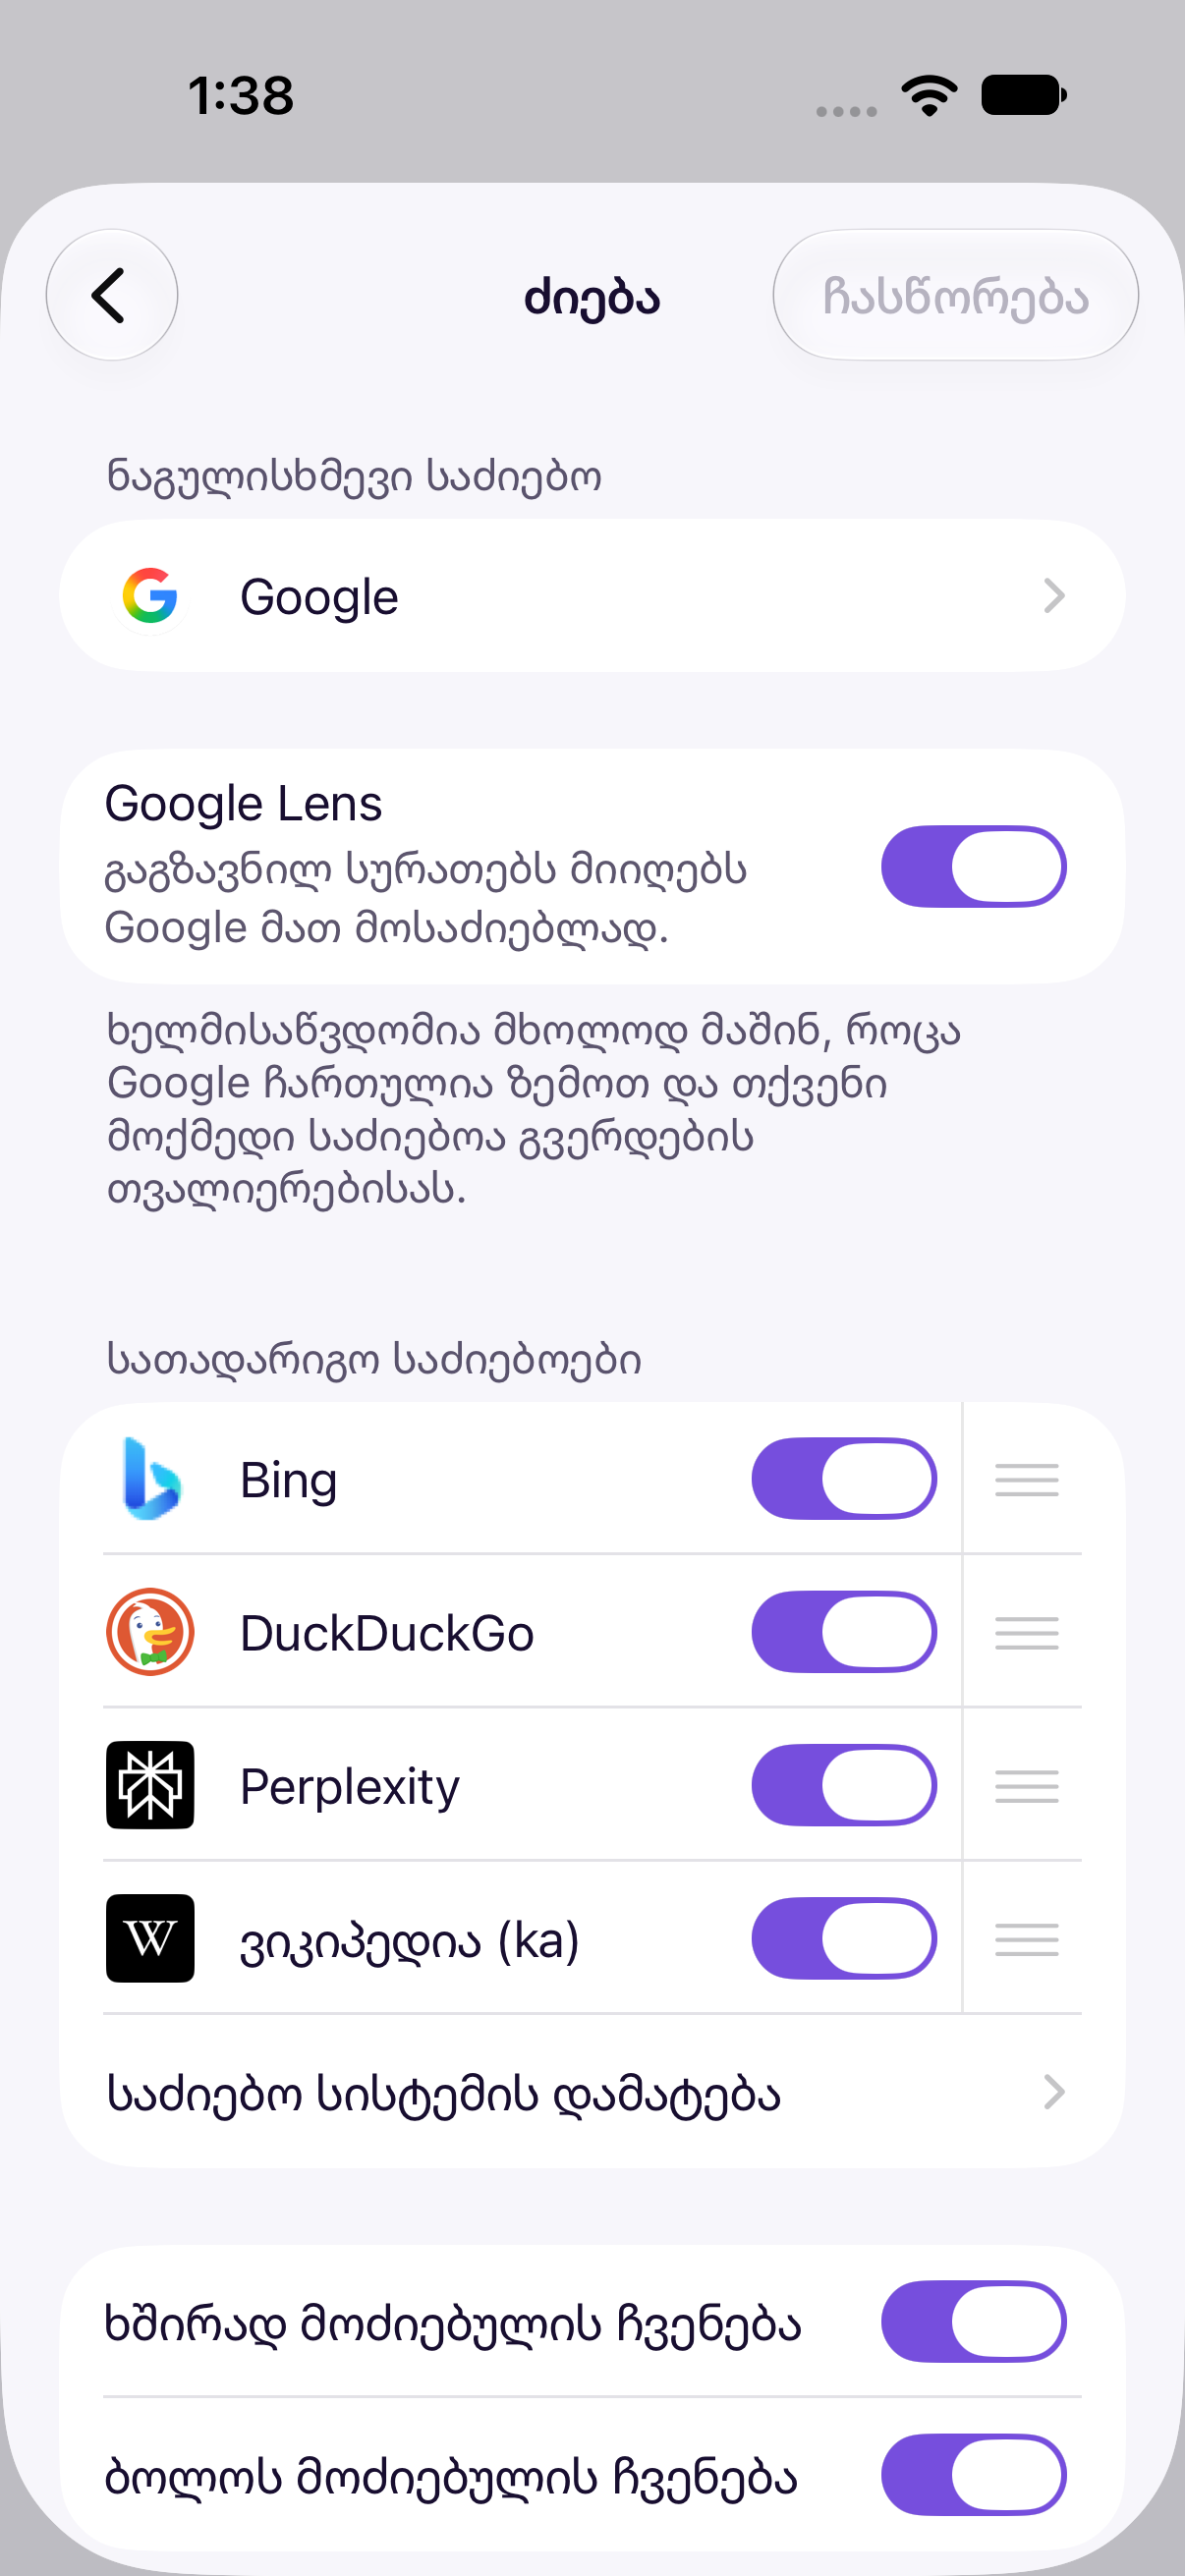 1:38
ძიება
ჩასწორება
ნაგულისხმევი საძიებო
Google
Google Lens
გაგზავნილ სურათებს მიიღებს
Google მათ მოსაძიებლად.
ხელმისაწვდომია მხოლოდ მაშინ, როცა
Google ჩართულია ზემოთ და თქვენი
მოქმედი საძიებოა გვერდების
თვალიერებისას.
სათადარიგო საძიებოები
Bing
DuckDuckGo
Perplexity
W
ვიკიპედია (ka)
საძიებო სისტემის დამატება
ხშირად მოძიებულის ჩვენება
ბოლოს მოძიებულის ჩვენება